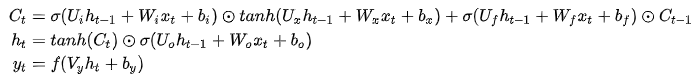 C_t = σ(U_i h_{t−1} + W_i x_t + b_i) ⊙ tanh(U_x h_{t−1} + W_x x_t + b_x) + σ(U_f h_{t−1} + W_f x_t + b_f) ⊙ C_{t−1}
h_t = tanh(C_t) ⊙ σ(U_o h_{t−1} + W_o x_t + b_o)
y_t = f(V_y h_t + b_y)